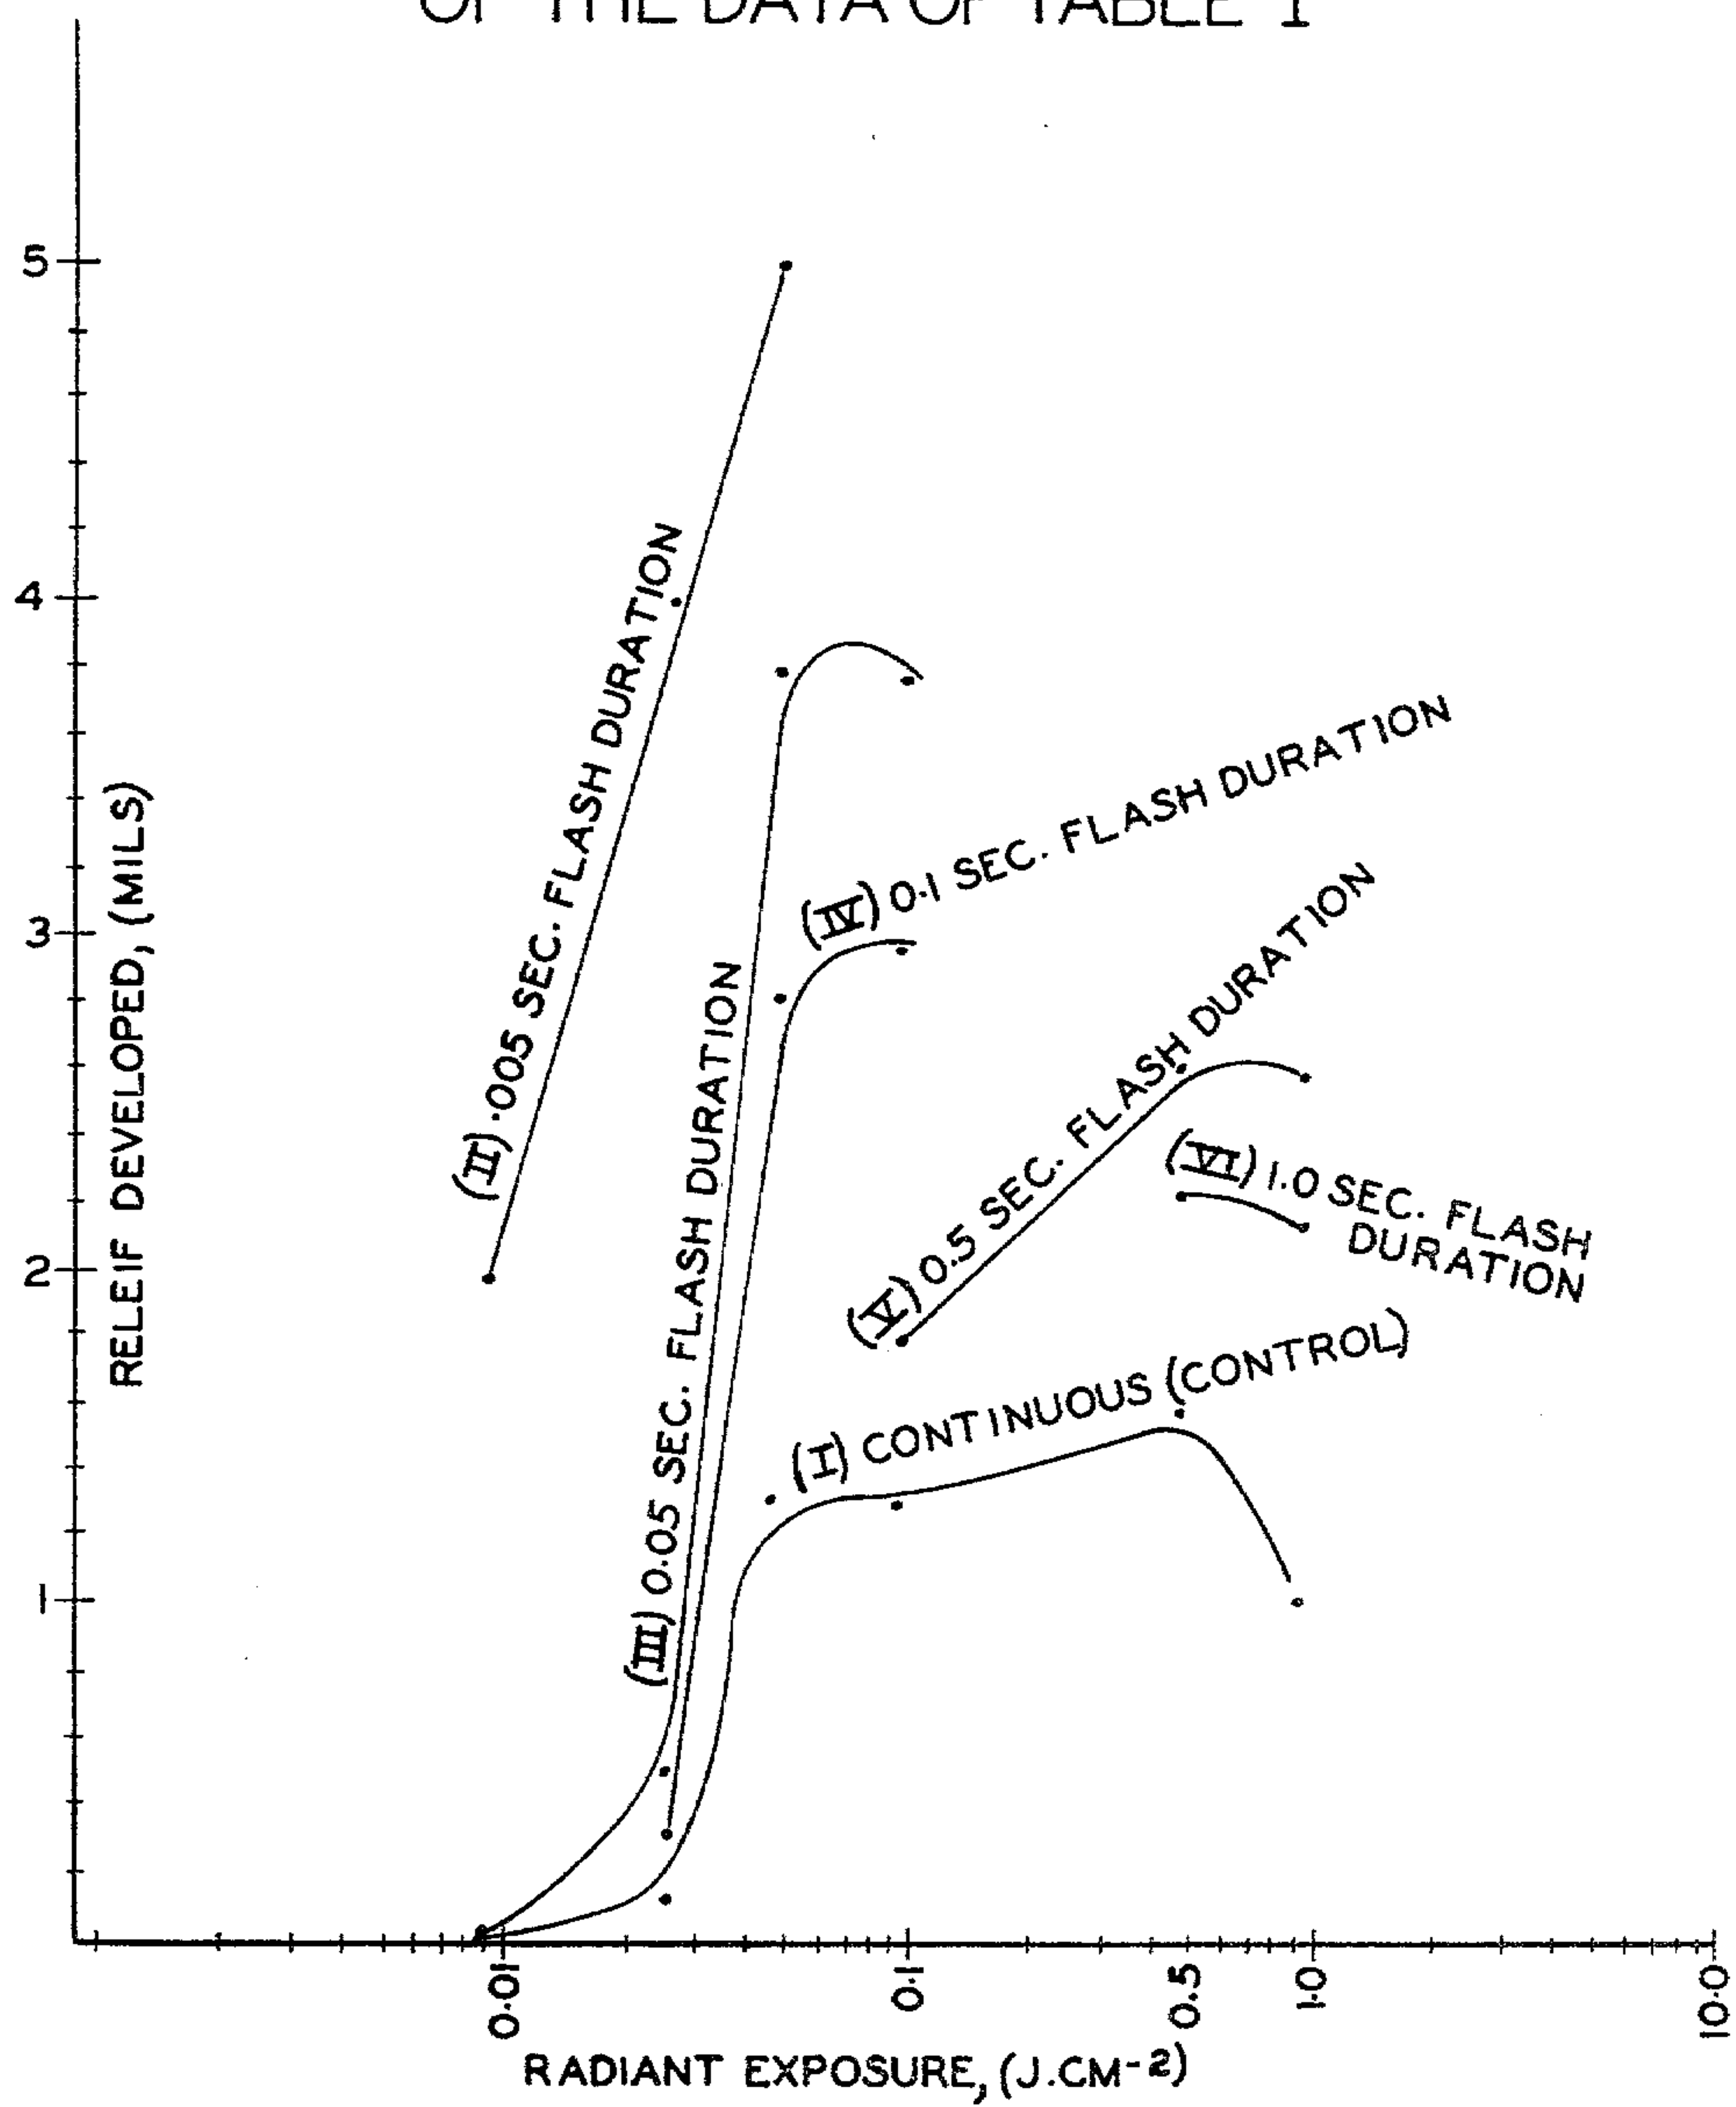 OF THE DATA OF TABLE I
5
4
3
2
1
RELEIF DEVELOPED, (MILS)
(II) .005 SEC. FLASH DURATION
(III) 0.05 SEC. FLASH DURATION
(IV) 0.1 SEC. FLASH DURATION
(V) 0.5 SEC. FLASH DURATION
(VI) 1.0 SEC. FLASH
DURATION
(I) CONTINUOUS (CONTROL)
0.01
0.1
0.5
1.0
10.0
RADIANT EXPOSURE, (J.CM-2)